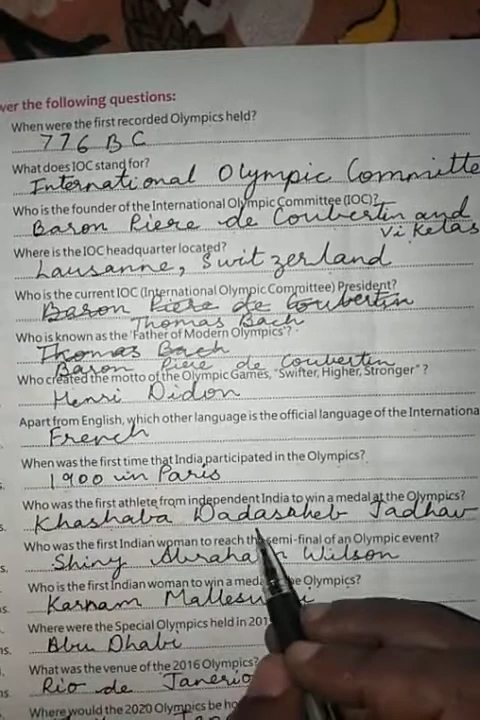 ver the following questions:
When were the first recorded Olympics held?
776 BC
What does IOC stand for?
International Olympic Committe
Who is the founder of the International Olympic Committee (IOC)?
Baron Piere de Coubertin and
Vikelas
Where is the IOC headquarter located?
Lausanne, Switzerland
Who is the current IOC (International Olympic Committee) President?
Baron Piere de Coubertin
Thomas Bach
Who is known as the 'Father of Modern Olympics'?
Thomas Bach
Baron Piere de Coubertin
Who created the motto of the Olympic Games, "Swifter, Higher, Stronger" ?
Henri Didon
Apart from English, which other language is the official language of the Internationa
French
When was the first time that India participated in the Olympics?
1900 in Paris
Who was the first athlete from independent India to win a medal at the Olympics?
Khashaba Dadasaheb Jadhav
Who was the first Indian woman to reach the semi-final of an Olympic event?
Shiny Abraham Wilson
Who is the first Indian woman to win a meda the Olympics?
Karnam Mallesw
Where were the Special Olympics held in 201
Abu Dhabi
What was the venue of the 2016 Olympics?
Rio de Janerio
Where would the 2020 Olympics be ho